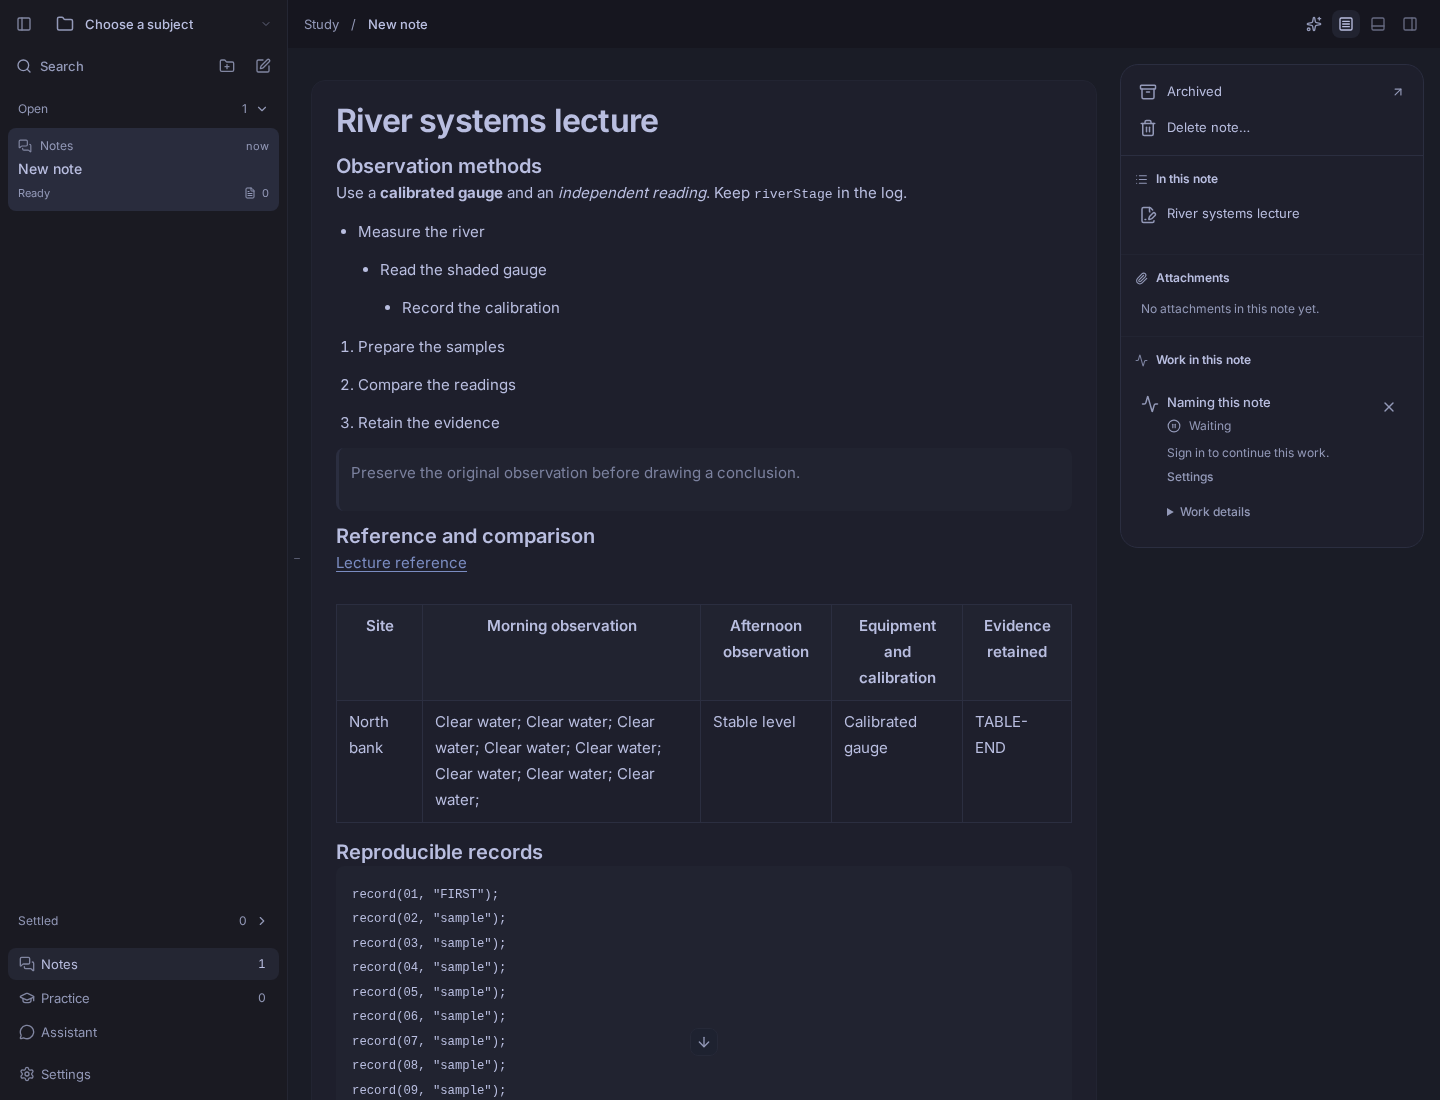 Choose a subject
Search
Open 1
Notes now
New note
Ready 0
Settled 0
Notes 1
Practice 0
Assistant
Settings
Study / New note
River systems lecture
Observation methods
Use a calibrated gauge and an independent reading. Keep riverStage in the log.
• Measure the river
• Read the shaded gauge
• Record the calibration
1. Prepare the samples
2. Compare the readings
3. Retain the evidence
Preserve the original observation before drawing a conclusion.
Reference and comparison
Lecture reference
Site Morning observation Afternoon Equipment Evidence
observation and retained
calibration
North Clear water; Clear water; Clear Stable level Calibrated TABLE-
bank water; Clear water; Clear water; gauge END
Clear water; Clear water; Clear
water;
Reproducible records
record(01, "FIRST");
record(02, "sample");
record(03, "sample");
record(04, "sample");
record(05, "sample");
record(06, "sample");
record(07, "sample");
record(08, "sample");
record(09, "sample");
Archived
Delete note...
In this note
River systems lecture
Attachments
No attachments in this note yet.
Work in this note
Naming this note
Waiting
Sign in to continue this work.
Settings
Work details